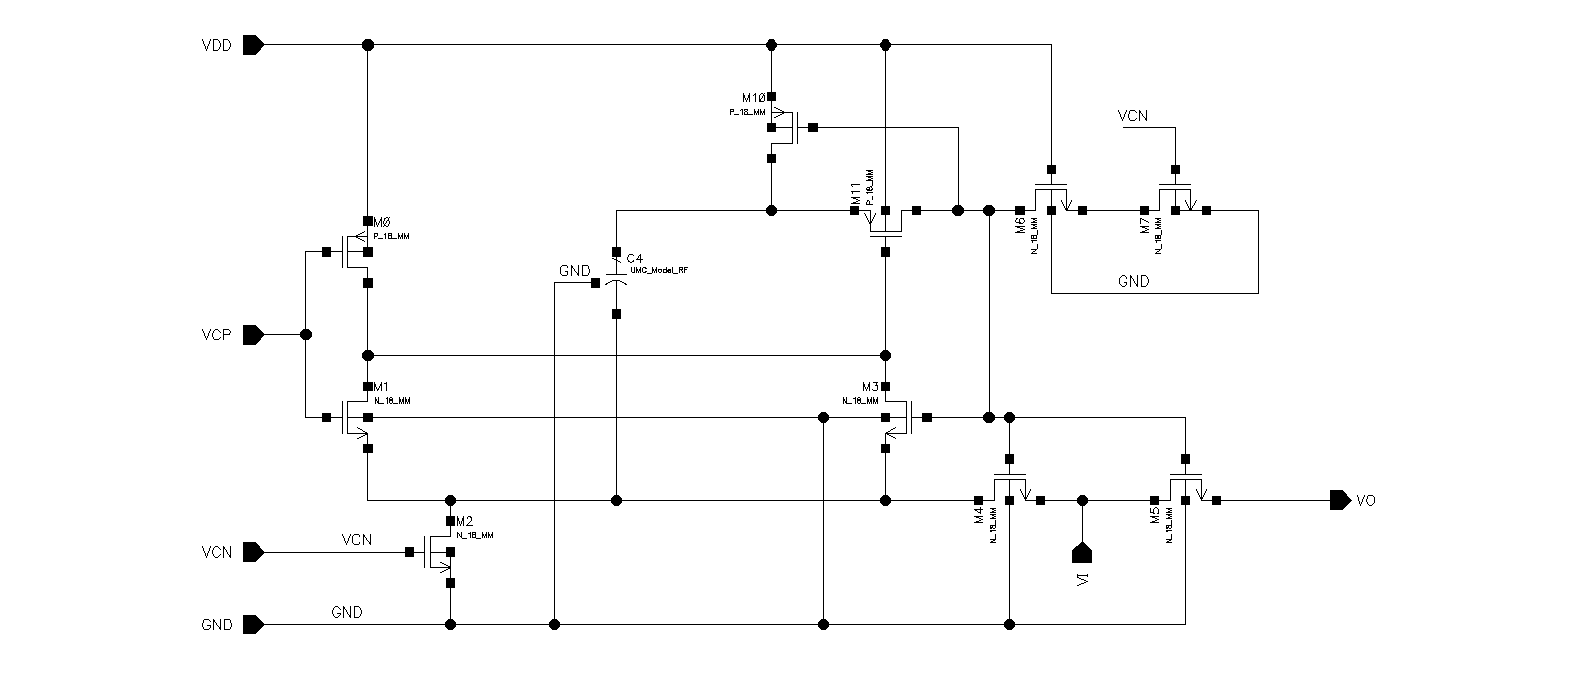 VDD
M10
P_18_MM
VCN
M11
P_18_MM
M6
N_18_MM
M7
N_18_MM
M0
P_18_MM
C4
UMC_Model_RF
GND
GND
VCP
M1
N_18_MM
M3
N_18_MM
M4
N_18_MM
M5
N_18_MM
VO
M2
N_18_MM
VCN
VCN
VI
GND
GND